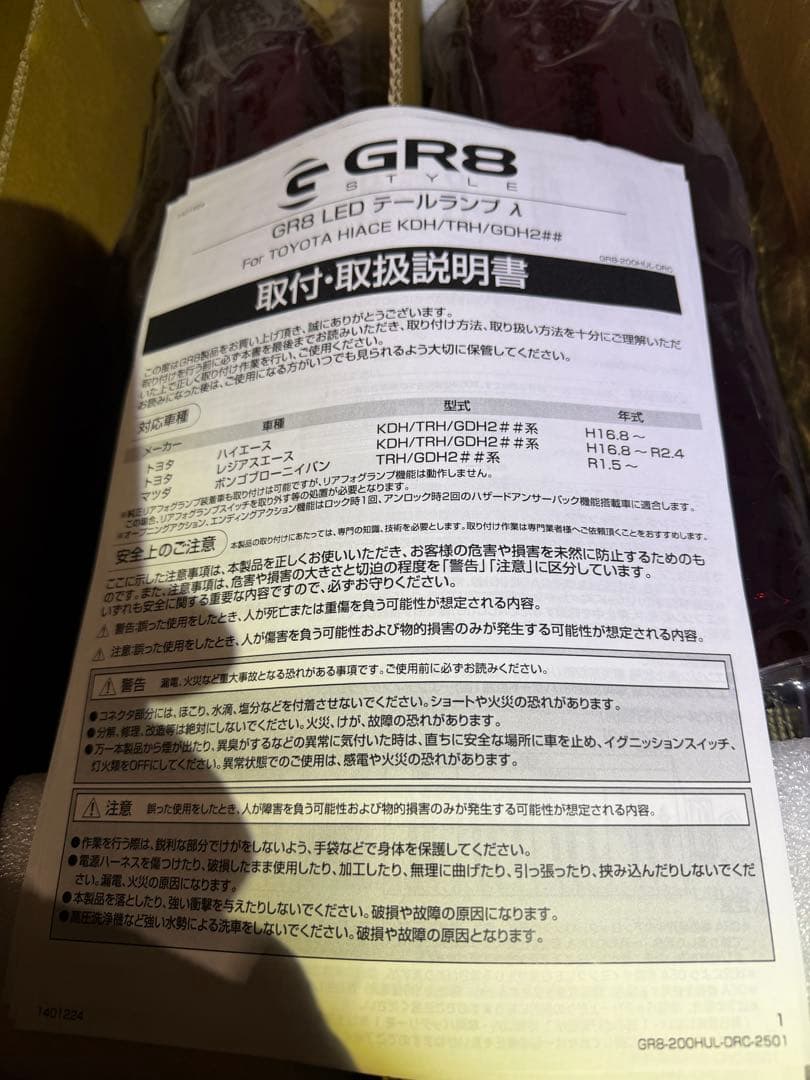 GR8
STYLE
GR8 LED テールランプ λ
For TOYOTA HIACE KDH/TRH/GDH2##
GR8-200HUL-DRC
取付・取扱説明書
この度はGR8製品をお買い上げ頂き、誠にありがとうございます。
取り付けを行う前に必ず本書を最後までお読みいただき、取り付け方法、取り扱い方法を十分にご理解いただ
いた上で正しく取り付け作業を行い、ご使用ください。
お読みになった後は、ご使用になる方がいつでも見られるよう大切に保管してください。
対応車種
メーカー 車種 型式 年式
トヨタ ハイエース KDH/TRH/GDH2##系 H16.8～
トヨタ レジアスエース KDH/TRH/GDH2##系 H16.8～R2.4
マツダ ボンゴブローニイバン TRH/GDH2##系 R1.5～
※純正リアフォグランプ装着車も取り付けは可能ですが、リアフォグランプ機能は動作しません。
この場合、リアフォグランプスイッチを取り外す等の処置が必要となります。
※オープニングアクション、エンディングアクション機能はロック時1回、アンロック時2回のハザードアンサーバック機能搭載車に適合します。
安全上のご注意 本製品の取り付けにあたっては、専門の知識、技術を必要とします。取り付け作業は専門業者様へご依頼頂くことをおすすめします。
ここに示した注意事項は、本製品を正しくお使いいただき、お客様の危害や損害を未然に防止するためのも
のです。また、注意事項は、危害や損害の大きさと切迫の程度を「警告」「注意」に区分しています。
いずれも安全に関する重要な内容ですので、必ずお守りください。
警告:誤った使用をしたとき、人が死亡または重傷を負う可能性が想定される内容。
注意:誤った使用をしたとき、人が傷害を負う可能性および物的損害のみが発生する可能性が想定される内容。
警告 漏電、火災など重大事故となる恐れがある事項です。ご使用前に必ずお読みください。
●コネクタ部分には、ほこり、水滴、塩分などを付着させないでください。ショートや火災の恐れがあります。
●分解、修理、改造等は絶対にしないでください。火災、けが、故障の恐れがあります。
●万一本製品から煙が出たり、異臭がするなどの異常に気付いた時は、直ちに安全な場所に車を止め、イグニッションスイッチ、
灯火類をOFFにしてください。異常状態でのご使用は、感電や火災の恐れがあります。
注意 誤った使用をしたとき、人が障害を負う可能性および物的損害のみが発生する可能性が想定される内容。
●作業を行う際は、鋭利な部分でけがをしないよう、手袋などで身体を保護してください。
●電源ハーネスを傷つけたり、破損したまま使用したり、加工したり、無理に曲げたり、引っ張ったり、挟み込んだりしないでくだ
さい。漏電、火災の原因になります。
●本製品を落としたり、強い衝撃を与えたりしないでください。破損や故障の原因になります。
●高圧洗浄機など強い水勢による洗車をしないでください。破損や故障の原因となります。
1401224
1
GR8-200HUL-DRC-2501